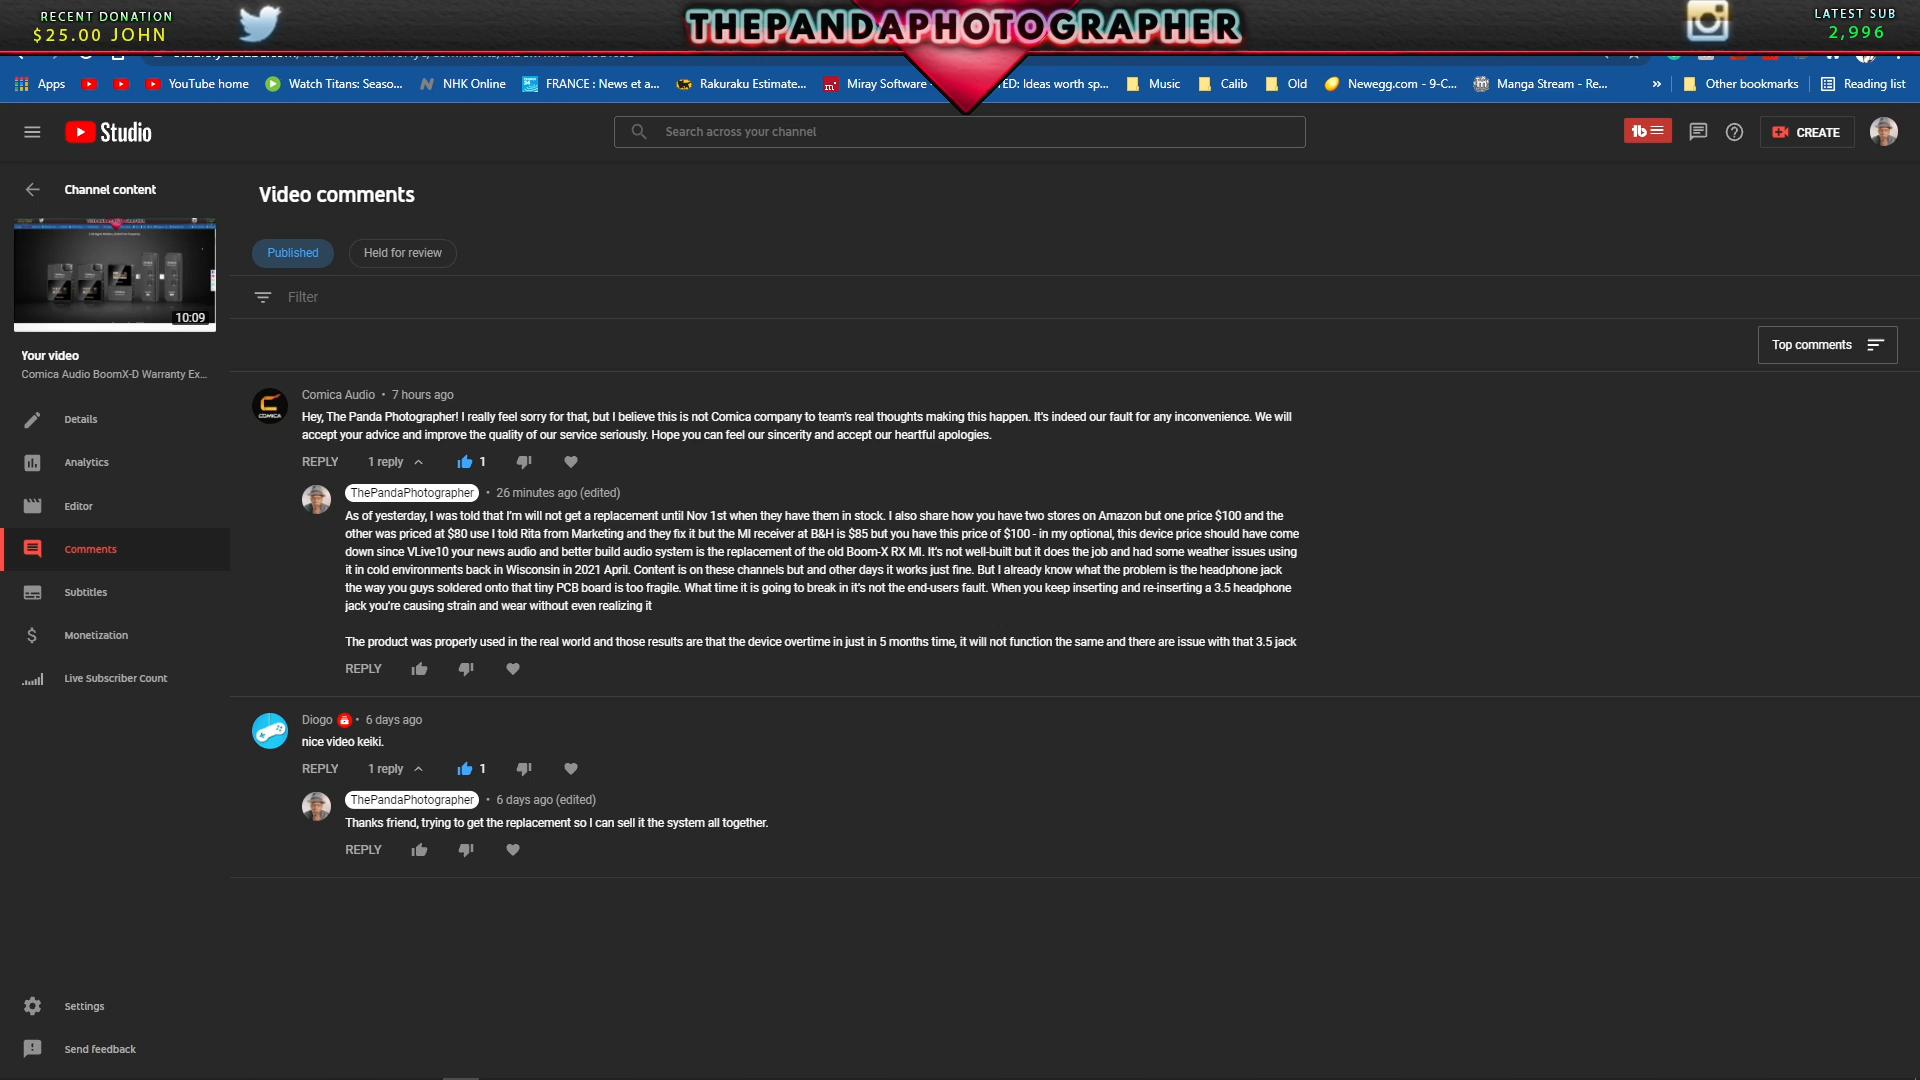 RECENT DONATION
$25.00 JOHN
THEPANDAPHOTOGRAPHER
LATEST SUB
2,996
Apps
YouTube home
Watch Titans: Seaso...
NHK Online
FRANCE : News et a...
Rakuraku Estimate...
Miray Software
ED: Ideas worth sp...
Music
Calib
Old
Newegg.com - 9-C...
Manga Stream - Re...
»
Other bookmarks
Reading list
Studio
Search across your channel
CREATE
Channel content
Video comments
Published
Held for review
Filter
10:09
Top comments
Your video
Comica Audio BoomX-D Warranty Ex...
Details
Analytics
Editor
Comments
Subtitles
Monetization
Live Subscriber Count
Settings
Send feedback
COMICA
Comica Audio • 7 hours ago
Hey, The Panda Photographer! I really feel sorry for that, but I believe this is not Comica company to team's real thoughts making this happen. It's indeed our fault for any inconvenience. We will
accept your advice and improve the quality of our service seriously. Hope you can feel our sincerity and accept our heartful apologies.
REPLY 1 reply 1
ThePandaPhotographer • 26 minutes ago (edited)
As of yesterday, I was told that I'm will not get a replacement until Nov 1st when they have them in stock. I also share how you have two stores on Amazon but one price $100 and the
other was priced at $80 use I told Rita from Marketing and they fix it but the MI receiver at B&H is $85 but you have this price of $100 - in my optional, this device price should have come
down since VLive10 your news audio and better build audio system is the replacement of the old Boom-X RX MI. It's not well-built but it does the job and had some weather issues using
it in cold environments back in Wisconsin in 2021 April. Content is on these channels but and other days it works just fine. But I already know what the problem is the headphone jack
the way you guys soldered onto that tiny PCB board is too fragile. What time it is going to break in it's not the end-users fault. When you keep inserting and re-inserting a 3.5 headphone
jack you're causing strain and wear without even realizing it
The product was properly used in the real world and those results are that the device overtime in just in 5 months time, it will not function the same and there are issue with that 3.5 jack
REPLY
Diogo • 6 days ago
nice video keiki.
REPLY 1 reply 1
ThePandaPhotographer • 6 days ago (edited)
Thanks friend, trying to get the replacement so I can sell it the system all together.
REPLY